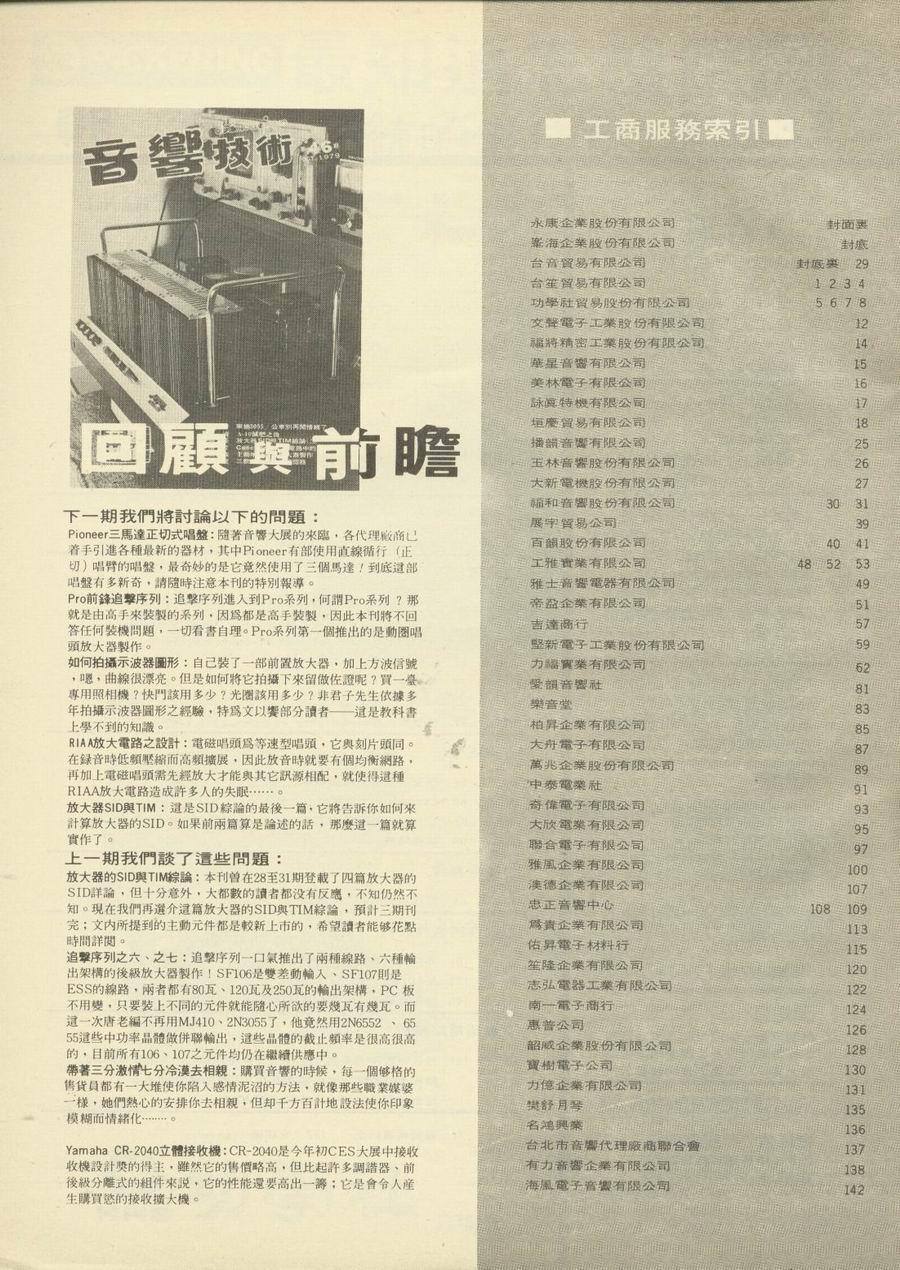 音響技術
1979
回顧與前瞻
下一期我們將討論以下的問題：
Pioneer三馬達正切式唱盤：隨著音響大展的來臨，各代理廠商已
着手引進各種最新的器材，其中Pioneer有部使用直線循行（正
切）唱臂的唱盤，最奇妙的是它竟然使用了三個馬達！到底這部
唱盤有多新奇，請隨時注意本刊的特別報導。
Pro前鋒追擊序列：追擊序列進入到Pro系列，何謂Pro系列？那
就是由高手來裝製的系列，因爲都是高手裝製，因此本刊將不回
答任何裝機問題，一切看書自理。Pro系列第一個推出的是動圈唱
頭放大器製作。
如何拍攝示波器圖形：自己裝了一部前置放大器，加上方波信號
，嗯，曲線很漂亮。但是如何將它拍攝下來留做佐證呢？買一臺
專用照相機？快門該用多少？光圈該用多少？非君子先生依據多
年拍攝示波器圖形之經驗，特爲文以饗部分讀者——這是教科書
上學不到的知識。
RIAA放大電路之設計：電磁唱頭爲等速型唱頭，它與刻片頭同。
在錄音時低頻壓縮而高頻擴展，因此放音時就要有個均衡網路，
再加上電磁唱頭需先經放大才能與其它訊源相配，就使得這種
RIAA放大電路造成許多人的失眠……。
放大器SID與TIM：這是SID綜論的最後一篇，它將告訴你如何來
計算放大器的SID。如果前兩篇算是論述的話，那麼這一篇就算
實作了。
上一期我們談了這些問題：
放大器的SID與TIM綜論：本刊曾在28至31期登載了四篇放大器的
SID詳論，但十分意外，大都數的讀者都没有反應，不知仍然不
知。現在我們再選介這篇放大器的SID與TIM綜論，預計三期刊
完；文内所提到的主動元件都是較新上市的，希望讀者能够花點
時間詳閱。
追擊序列之六、之七：追擊序列一口氣推出了兩種線路、六種輸
出架構的後級放大器製作！SF106是雙差動輸入、SF107則是
ESS的線路，兩者都有80瓦、120瓦及250瓦的輸出架構，PC 板
不用變，只要裝上不同的元件就能隨心所欲的要幾瓦有幾瓦。而
這一次唐老編不再用MJ410、2N3055了，他竟然用2N6552 、 65
55這些中功率晶體做併聯輸出，這些晶體的截止頻率是很高很高
的，目前所有106、107之元件均仍在繼續供應中。
帶著三分激情七分冷漠去相親：購買音響的時候，每一個够格的
售貨員都有一大堆使你陷入感情泥沼的方法，就像那些職業媒婆
一樣，她們熱心的安排你去相親，但却千方百計地設法使你印象
模糊而情緒化……。
Yamaha CR-2040立體接收機：CR-2040是今年初CES大展中接收
收機設計獎的得主，雖然它的售價略高，但比起許多調諧器、前
後級分離式的組件來說，它的性能還要高出一籌；它是會令人産
生購買慾的接收擴大機。
■ 工商服務索引 ■
永康企業股份有限公司 封面裏
峯海企業股份有限公司 封底
台音貿易有限公司 封底裏 29
台笙貿易有限公司 1 2 3 4
功學社貿易股份有限公司 5 6 7 8
文聲電子工業股份有限公司 12
福將精密工業股份有限公司 14
華星音響有限公司 15
美林電子有限公司 16
詠眞特機有限公司 17
垣慶貿易有限公司 18
播韻音響有限公司 25
玉林音響股份有限公司 26
大新電機股份有限公司 27
福和音響股份有限公司 30 31
展宇貿易公司 39
百韻股份有限公司 40 41
工雅實業有限公司 48 52 53
雅士音響電器有限公司 49
帝盈企業有限公司 51
吉達商行 57
堅新電子工業股份有限公司 59
力福實業有限公司 62
愛韻音響社 81
樂音堂 83
柏昇企業有限公司 85
大舟電子有限公司 87
萬兆企業股份有限公司 89
中泰電業社 91
奇偉電子有限公司 93
大欣電業有限公司 95
聯合電子有限公司 97
雅風企業有限公司 100
漢德企業有限公司 107
忠正音響中心 108 109
爲貴企業有限公司 113
佑昇電子材料行 115
笙隆企業有限公司 120
志弘電器工業有限公司 122
南一電子商行 124
惠普公司 126
韶威企業股份有限公司 128
寶樹電子公司 130
力億企業有限公司 131
樊舒月琴 135
名鴻興業 136
台北市音響代理廠商聯合會 137
有力音響企業有限公司 138
海風電子音響有限公司 142